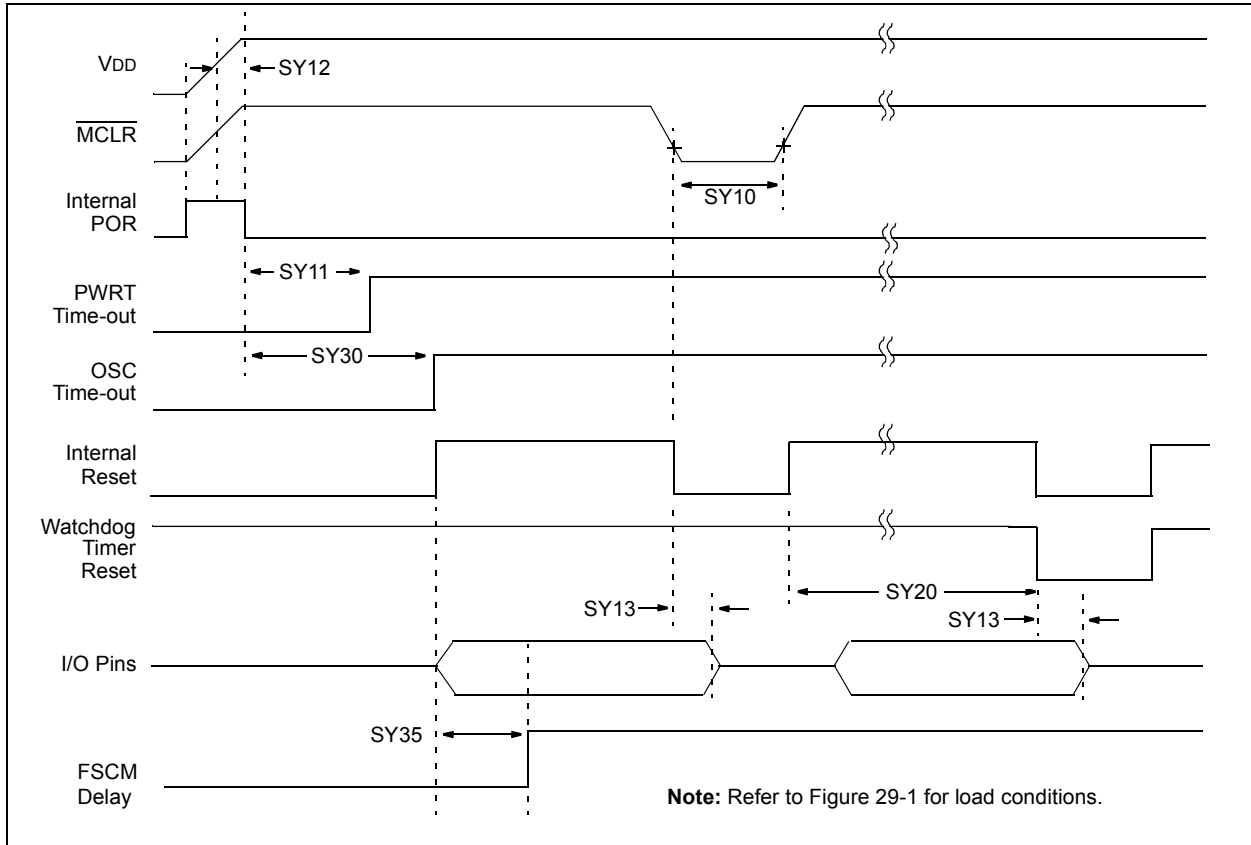 VDD
SY12
MCLR
SY10
Internal
POR
SY11
PWRT
Time-out
SY30
OSC
Time-out
Internal
Reset
Watchdog
Timer
Reset
SY20
SY13
SY13
I/O Pins
SY35
FSCM
Delay
Note: Refer to Figure 29-1 for load conditions.